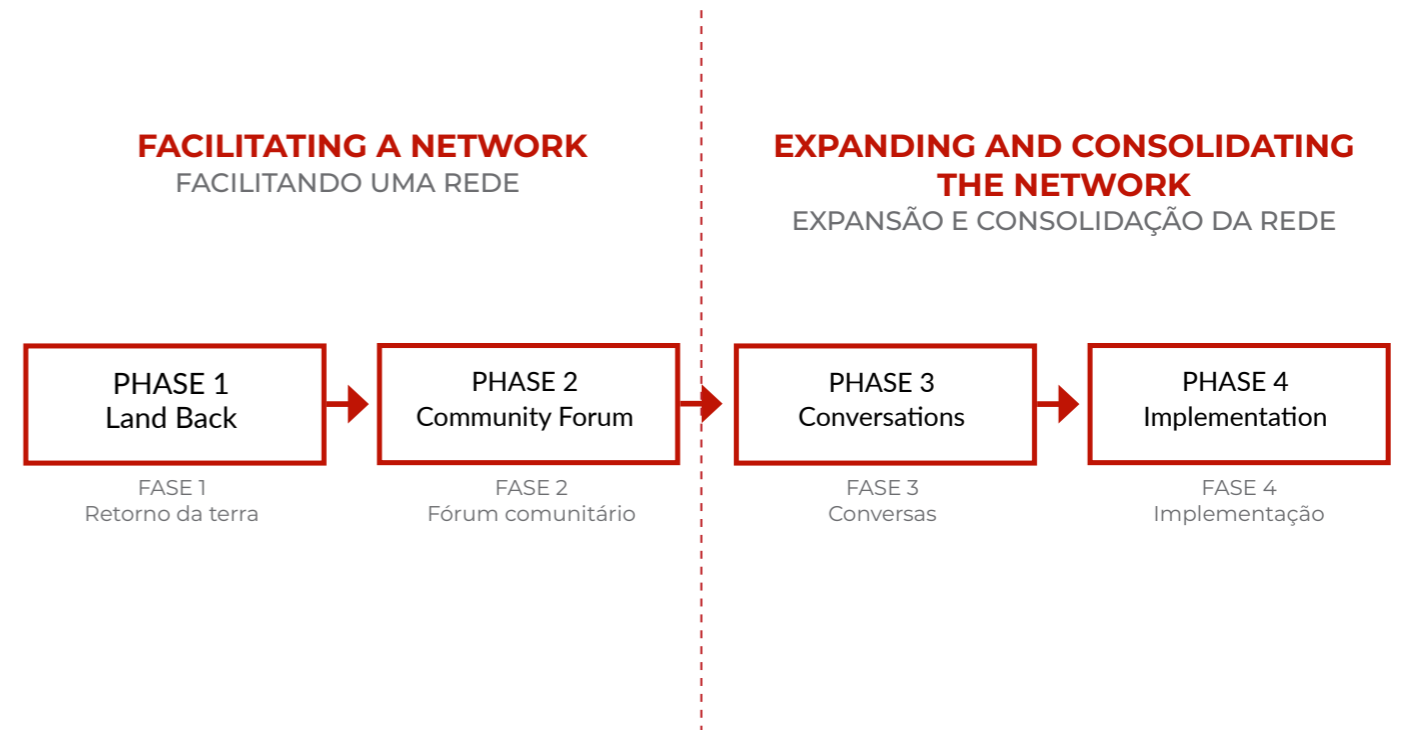 FACILITATING A NETWORK
FACILITANDO UMA REDE
EXPANDING AND CONSOLIDATING
THE NETWORK
EXPANSÃO E CONSOLIDAÇÃO DA REDE
PHASE 1
Land Back
FASE 1
Retorno da terra
PHASE 2
Community Forum
FASE 2
Fórum comunitário
PHASE 3
Conversations
FASE 3
Conversas
PHASE 4
Implementation
FASE 4
Implementação